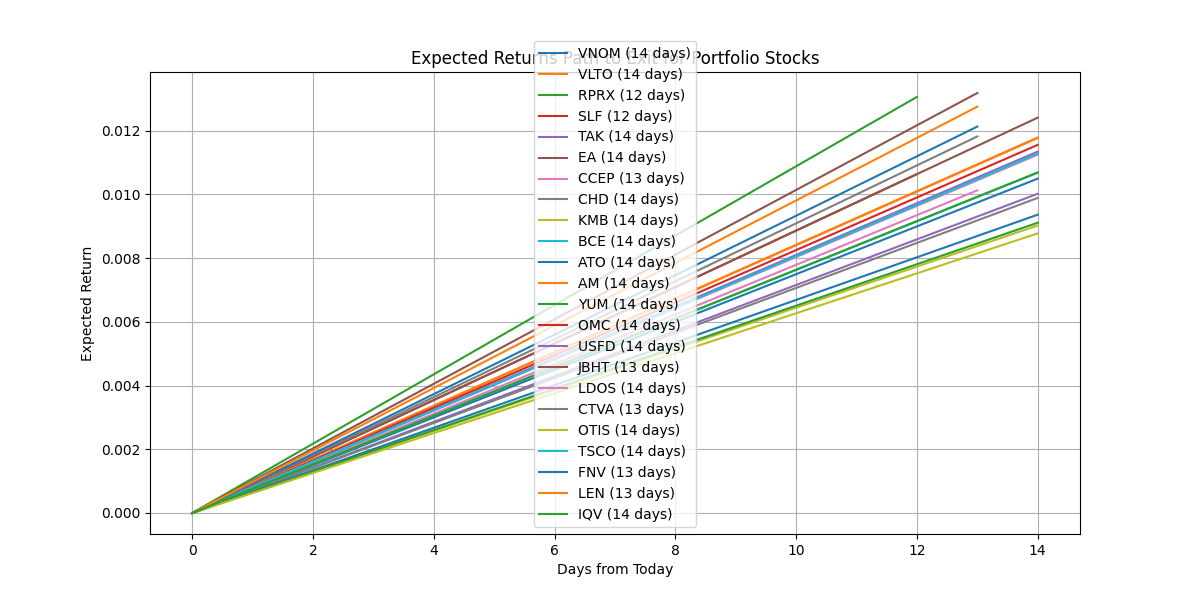 Expected Returns Path to Exit for Portfolio Stocks
VNOM (14 days)
VLTO (14 days)
RPRX (12 days)
SLF (12 days)
TAK (14 days)
EA (14 days)
CCEP (13 days)
CHD (14 days)
KMB (14 days)
BCE (14 days)
ATO (14 days)
AM (14 days)
YUM (14 days)
OMC (14 days)
USFD (14 days)
JBHT (13 days)
LDOS (14 days)
CTVA (13 days)
OTIS (14 days)
TSCO (14 days)
FNV (13 days)
LEN (13 days)
IQV (14 days)
Expected Return
0.012
0.010
0.008
0.006
0.004
0.002
0.000
0 2 4 6 8 10 12 14
Days from Today